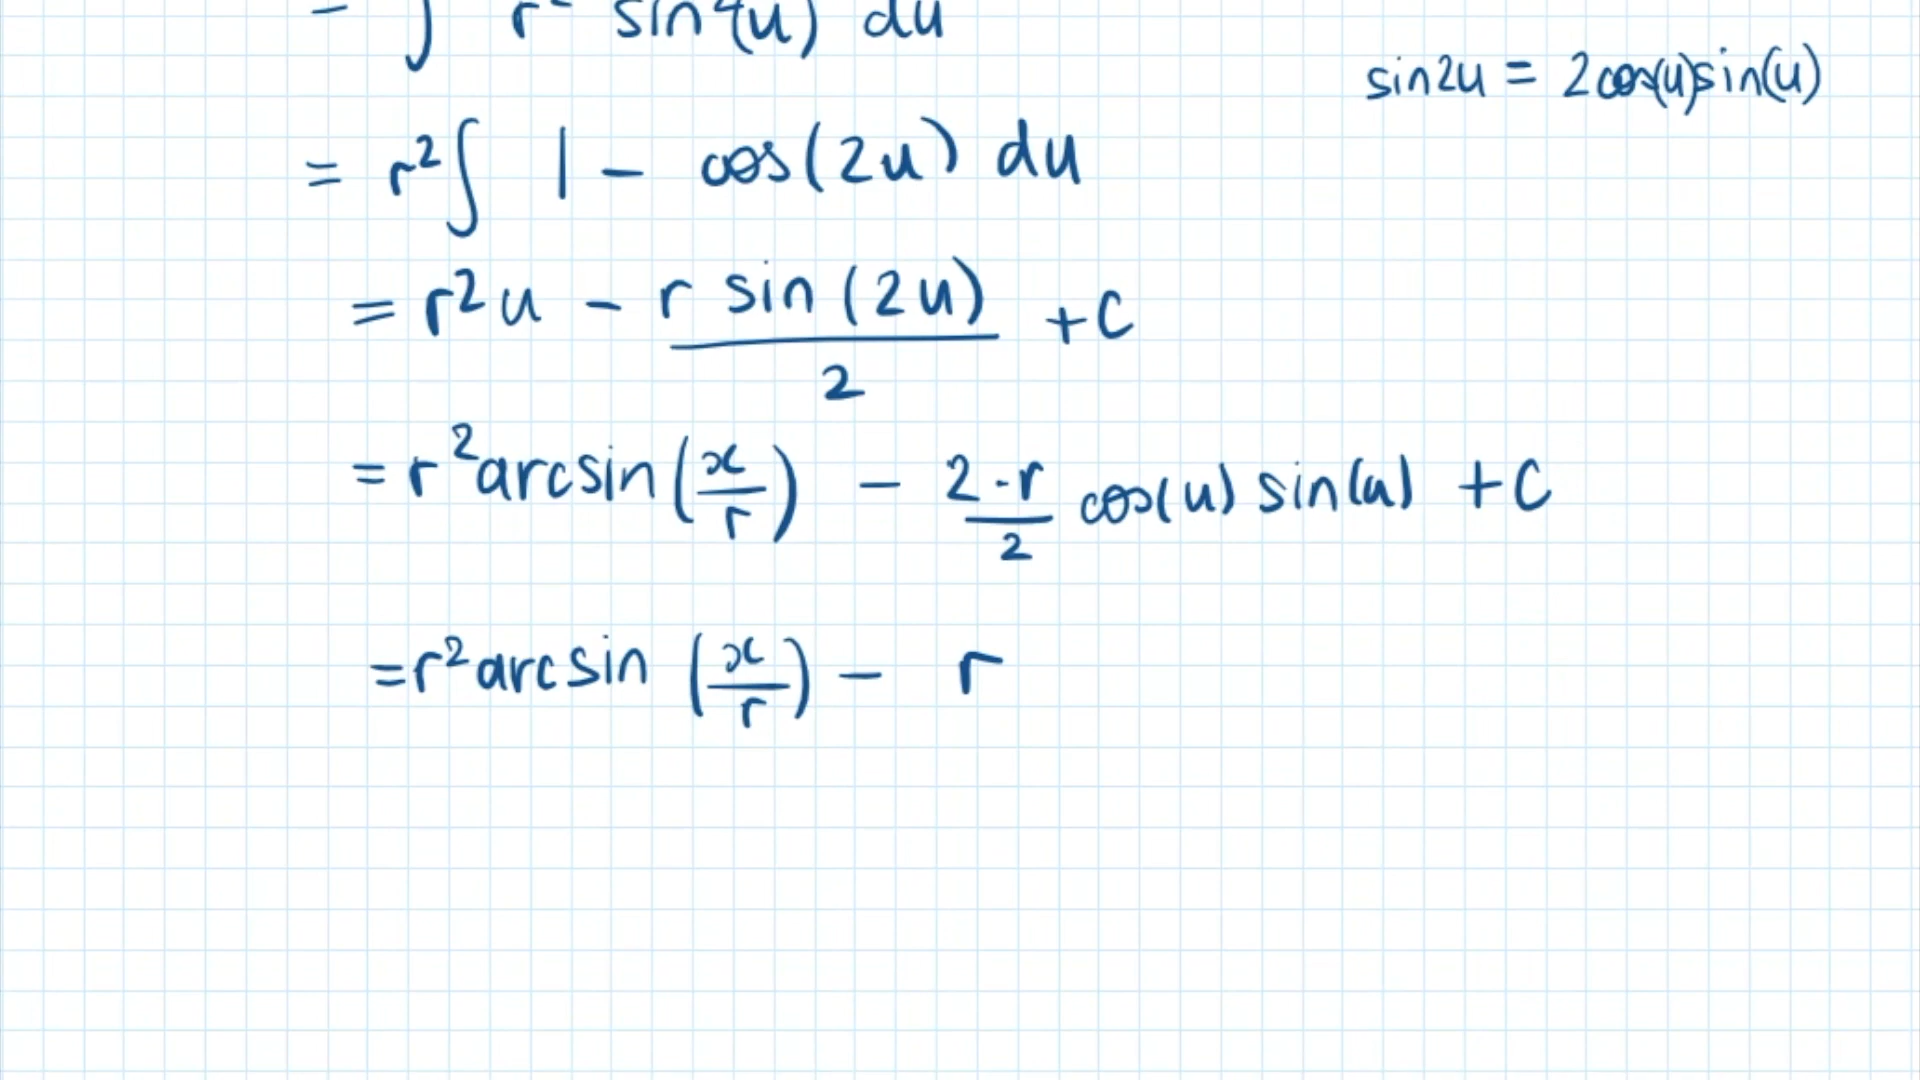 = ∫ r² sin²(u) du
sin2u = 2cos(u)sin(u)
= r² ∫ 1 - cos(2u) du
= r²u - r sin(2u)/2 + C
= r² arcsin(x/r) - 2·r/2 cos(u) sin(u) + C
= r² arcsin(x/r) - r